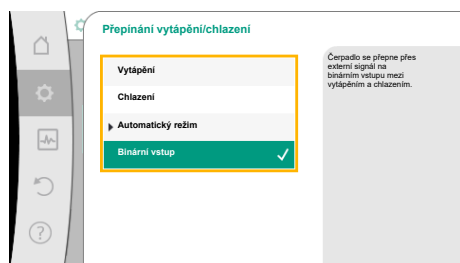 Přepínání vytápění/chlazení
Vytápění
Chlazení
Automatický režim
Binární vstup
Čerpadlo se přepne přes
externí signál na
binárním vstupu mezi
vytápěním a chlazením.
?